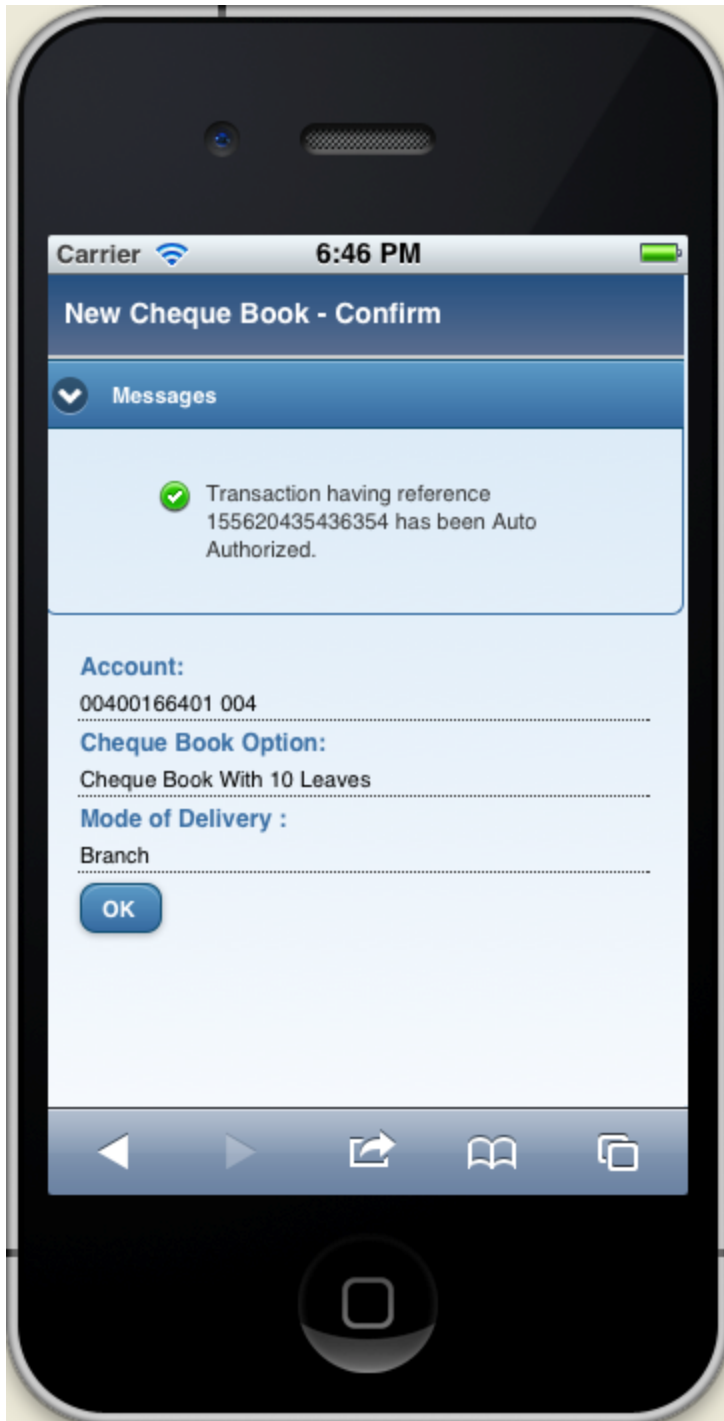 Carrier 6:46 PM
New Cheque Book - Confirm
Messages
Transaction having reference
155620435436354 has been Auto
Authorized.
Account:
00400166401 004
Cheque Book Option:
Cheque Book With 10 Leaves
Mode of Delivery :
Branch
OK